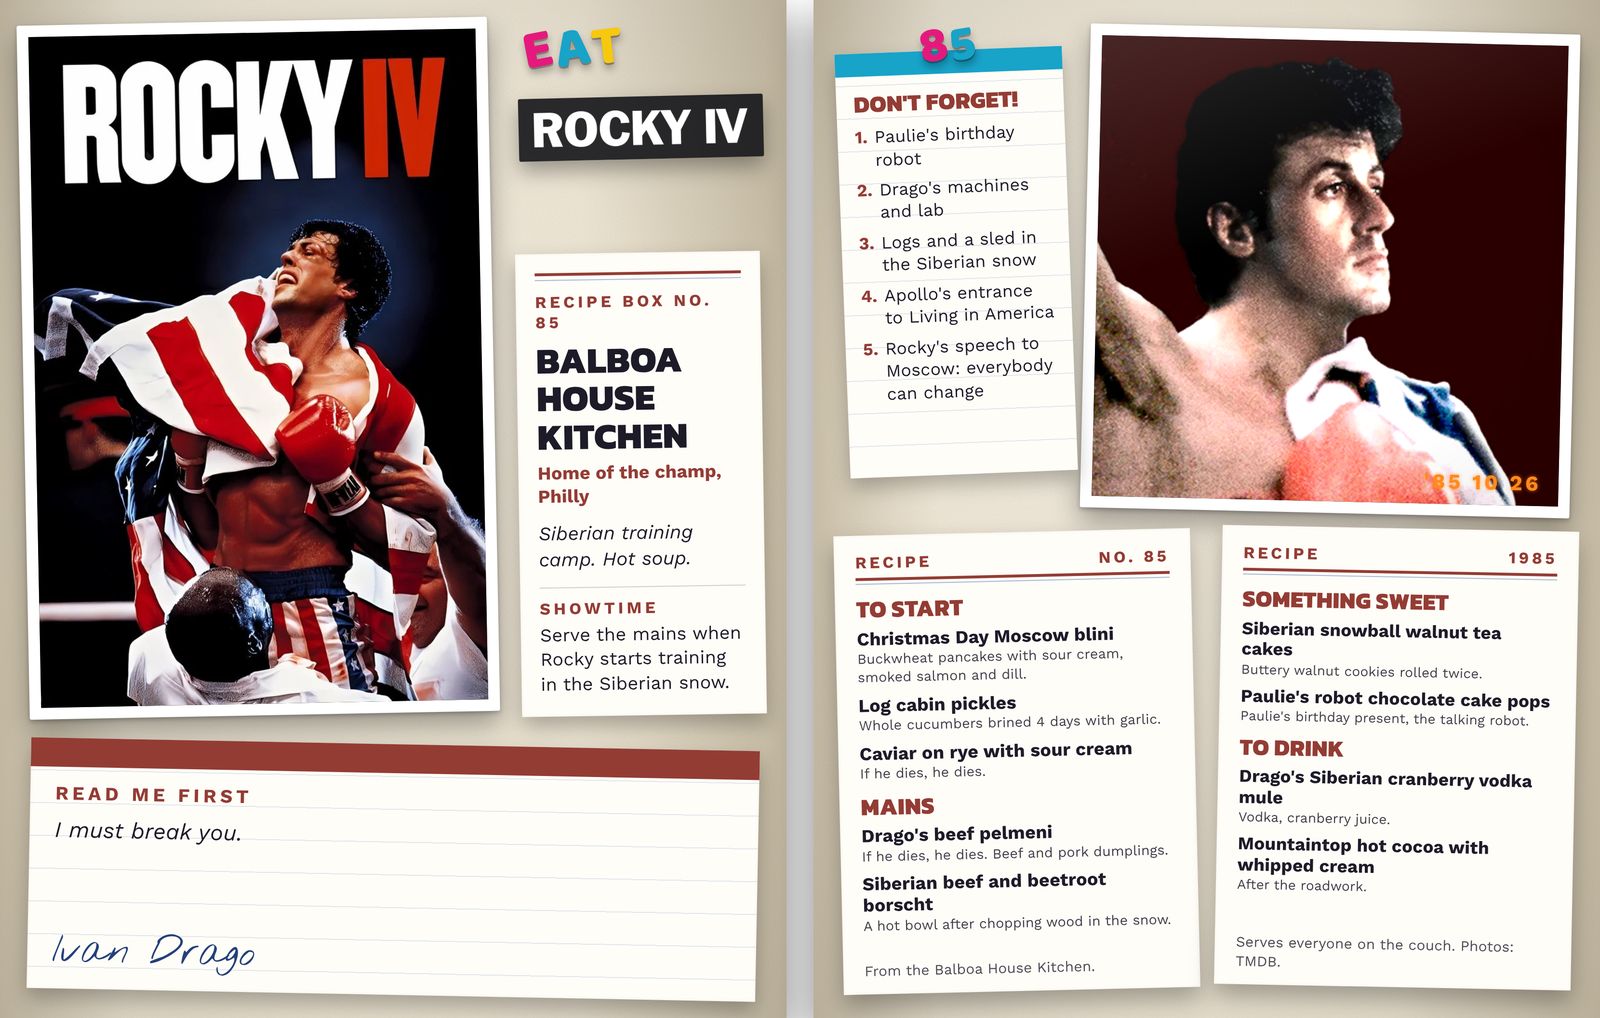 ROCKY IV
EAT
ROCKY IV
RECIPE BOX NO.
85
BALBOA
HOUSE
KITCHEN
Home of the champ,
Philly
Siberian training
camp. Hot soup.
SHOWTIME
Serve the mains when
Rocky starts training
in the Siberian snow.
READ ME FIRST
I must break you.
Ivan Drago
85
DON'T FORGET!
1. Paulie's birthday
robot
2. Drago's machines
and lab
3. Logs and a sled in
the Siberian snow
4. Apollo's entrance
to Living in America
5. Rocky's speech to
Moscow: everybody
can change
'85 10 26
RECIPE NO. 85
TO START
Christmas Day Moscow blini
Buckwheat pancakes with sour cream,
smoked salmon and dill.
Log cabin pickles
Whole cucumbers brined 4 days with garlic.
Caviar on rye with sour cream
If he dies, he dies.
MAINS
Drago's beef pelmeni
If he dies, he dies. Beef and pork dumplings.
Siberian beef and beetroot
borscht
A hot bowl after chopping wood in the snow.
From the Balboa House Kitchen.
RECIPE 1985
SOMETHING SWEET
Siberian snowball walnut tea
cakes
Buttery walnut cookies rolled twice.
Paulie's robot chocolate cake pops
Paulie's birthday present, the talking robot.
TO DRINK
Drago's Siberian cranberry vodka
mule
Vodka, cranberry juice.
Mountaintop hot cocoa with
whipped cream
After the roadwork.
Serves everyone on the couch. Photos:
TMDB.